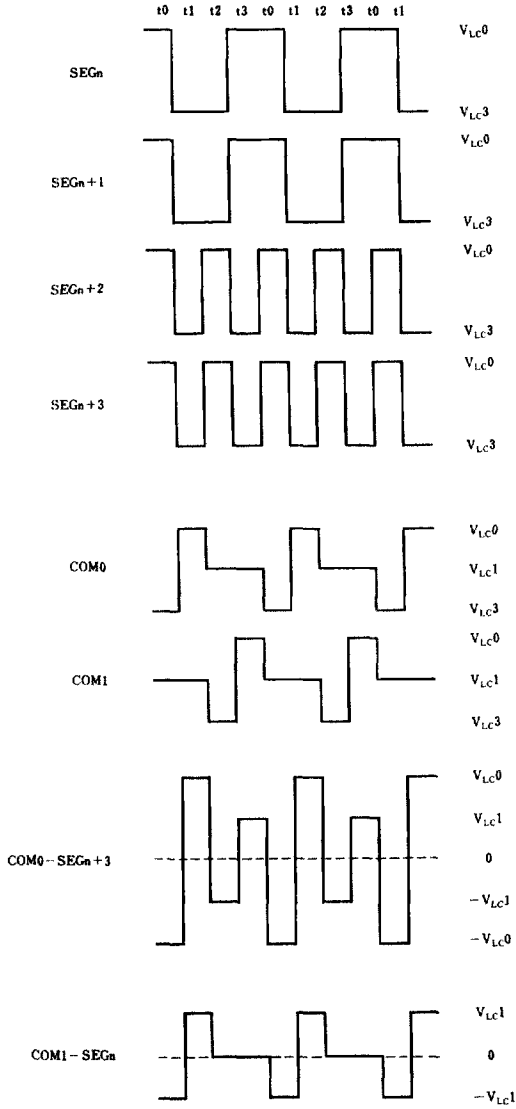 t0 t1 t2 t3 t0 t1 t2 t3 t0 t1
VLC0
SEGn
VLC3
VLC0
SEGn+1
VLC3
VLC0
SEGn+2
VLC3
VLC0
SEGn+3
VLC3
VLC0
COM0
VLC1
VLC3
VLC0
COM1
VLC1
VLC3
VLC0
VLC1
COM0-SEGn+3
0
-VLC1
-VLC0
VLC1
COM1-SEGn
0
-VLC1